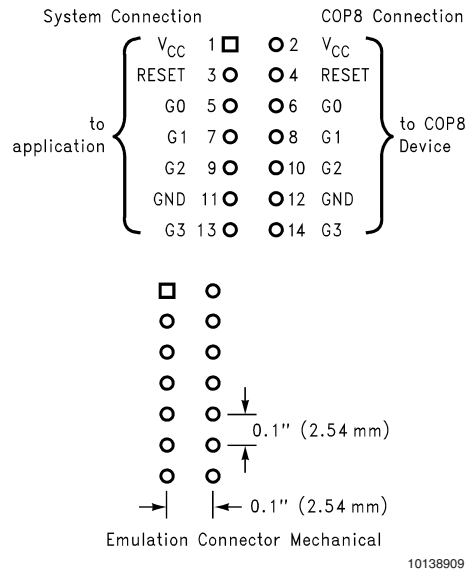 System Connection COP8 Connection
VCC 1 2 VCC
RESET 3 4 RESET
G0 5 6 G0
to application G1 7 8 G1 to COP8 Device
G2 9 10 G2
GND 11 12 GND
G3 13 14 G3
0.1" (2.54 mm)
0.1" (2.54 mm)
Emulation Connector Mechanical
10138909